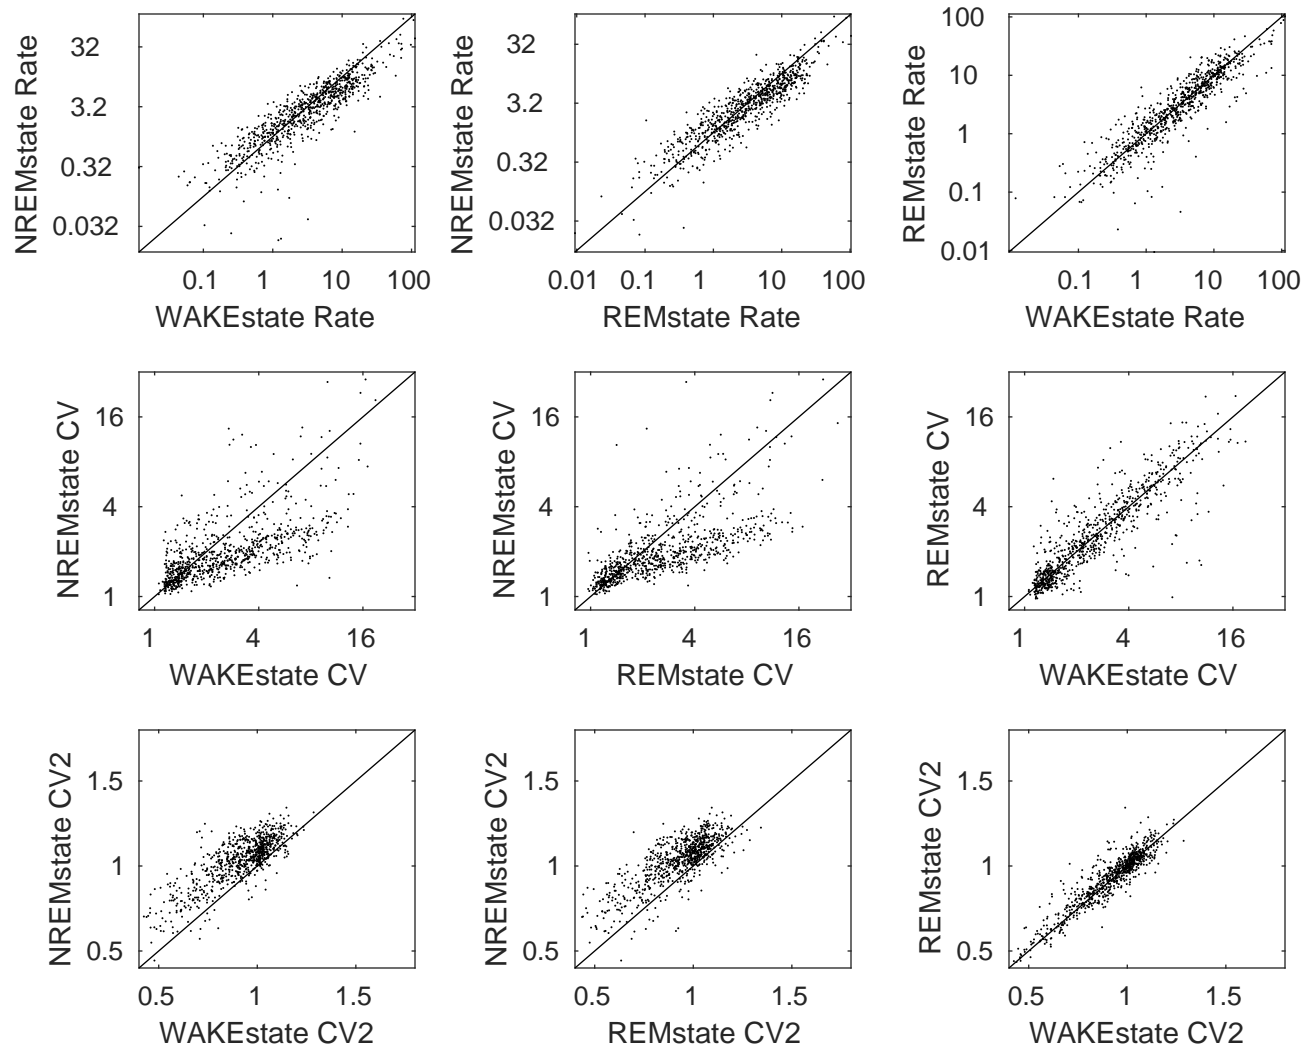 NREMstate Rate
32
3.2
0.32
0.032
0.1 1 10 100
WAKEstate Rate
NREMstate Rate
32
3.2
0.32
0.032
0.01 0.1 1 10 100
REMstate Rate
REMstate Rate
100
10
1
0.1
0.01
0.1 1 10 100
WAKEstate Rate
NREMstate CV
16
4
1
1 4 16
WAKEstate CV
NREMstate CV
16
4
1
1 4 16
REMstate CV
REMstate CV
16
4
1
1 4 16
WAKEstate CV
NREMstate CV2
1.5
1
0.5
0.5 1 1.5
WAKEstate CV2
NREMstate CV2
1.5
1
0.5
0.5 1 1.5
REMstate CV2
REMstate CV2
1.5
1
0.5
0.5 1 1.5
WAKEstate CV2